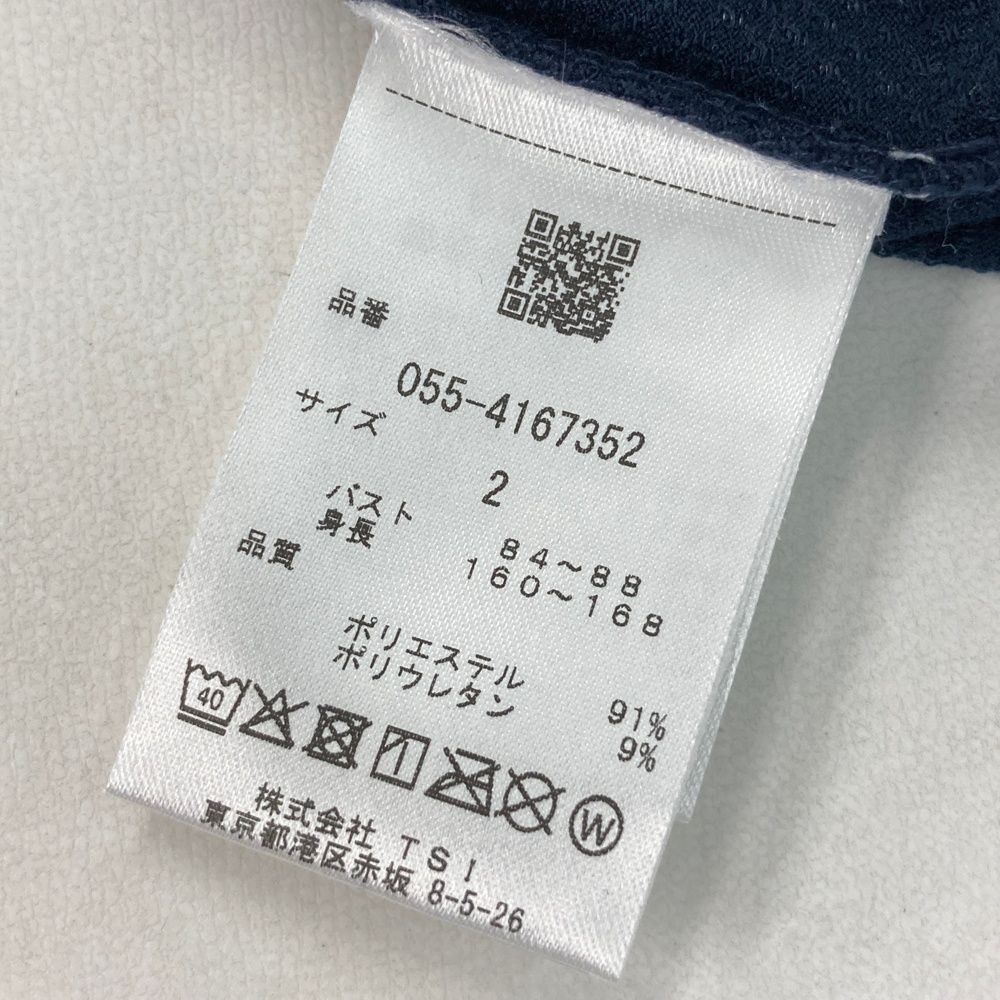 品番
055-4167352
サイズ
2
バスト 84～88
身長 160～168
品質
ポリエステル 91%
ポリウレタン 9%
40
W
株式会社 TSI
東京都港区赤坂 8-5-26